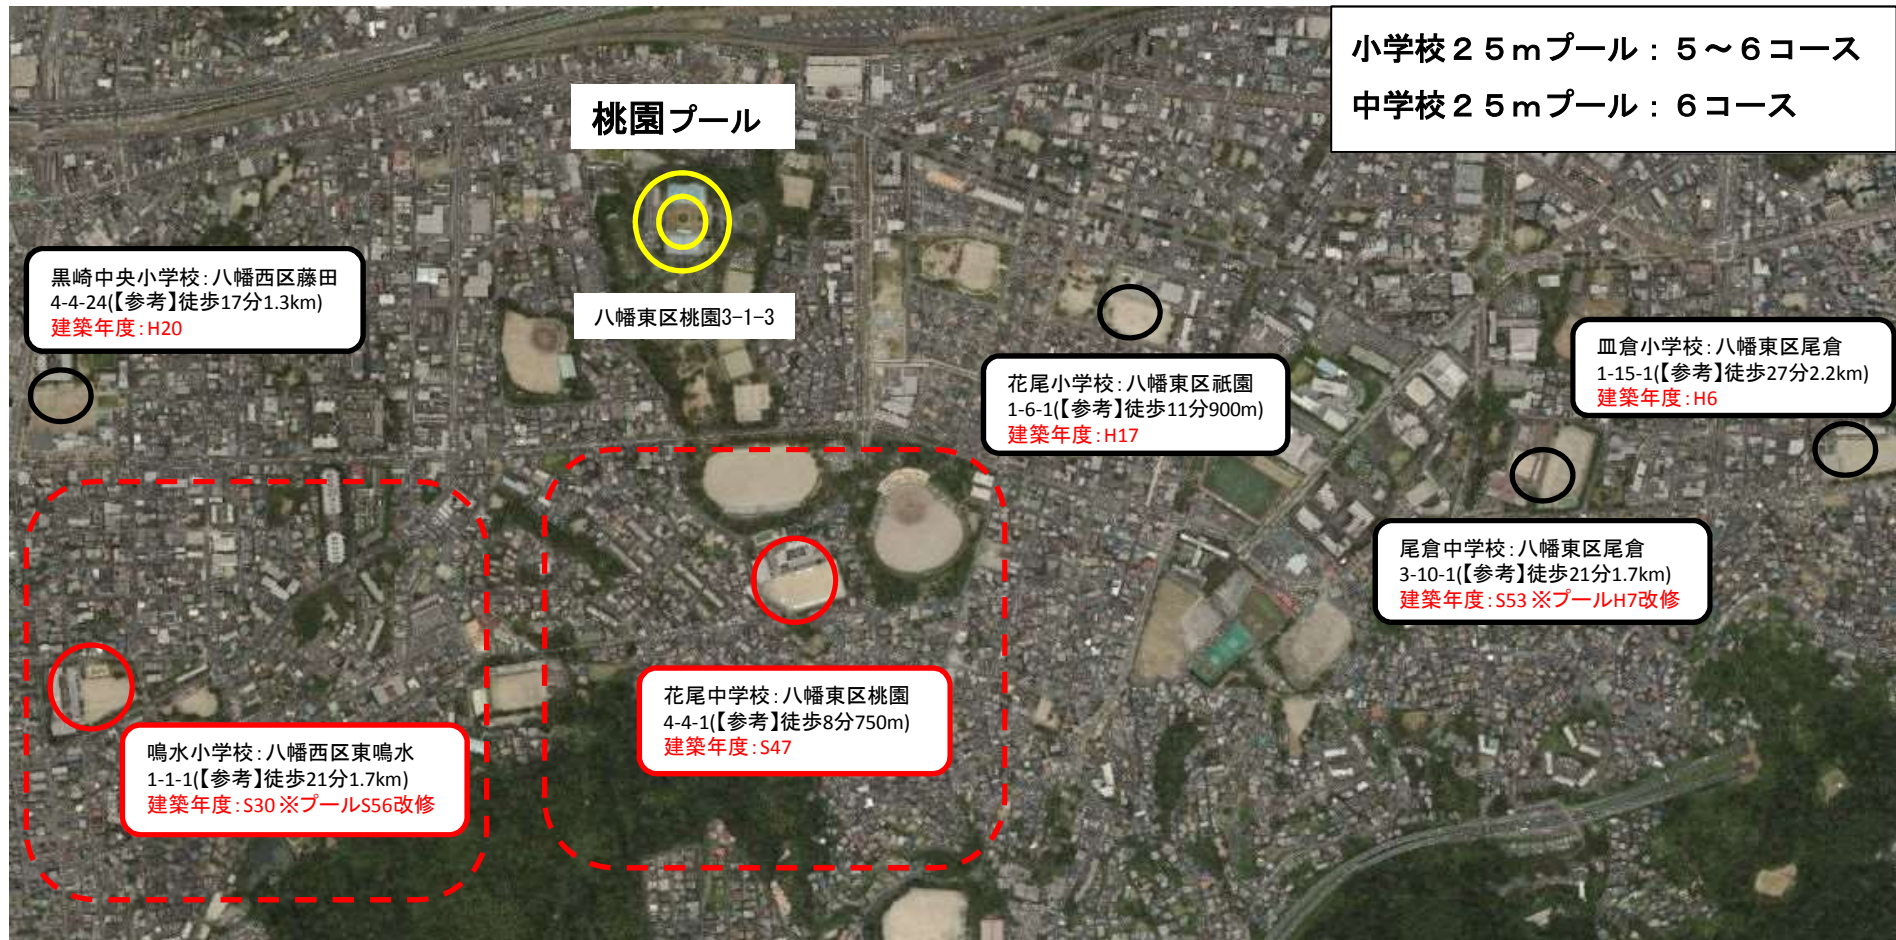 小学校２５ｍプール：５～６コース
中学校２５ｍプール：６コース
桃園プール
八幡東区桃園3-1-3
黒崎中央小学校：八幡西区藤田
4-4-24(【参考】徒歩17分1.3km)
建築年度：H20
花尾小学校：八幡東区祇園
1-6-1(【参考】徒歩11分900m)
建築年度：H17
皿倉小学校：八幡東区尾倉
1-15-1(【参考】徒歩27分2.2km)
建築年度：H6
尾倉中学校：八幡東区尾倉
3-10-1(【参考】徒歩21分1.7km)
建築年度：S53 ※プールH7改修
花尾中学校：八幡東区桃園
4-4-1(【参考】徒歩8分750m)
建築年度：S47
鳴水小学校：八幡西区東鳴水
1-1-1(【参考】徒歩21分1.7km)
建築年度：S30 ※プールS56改修